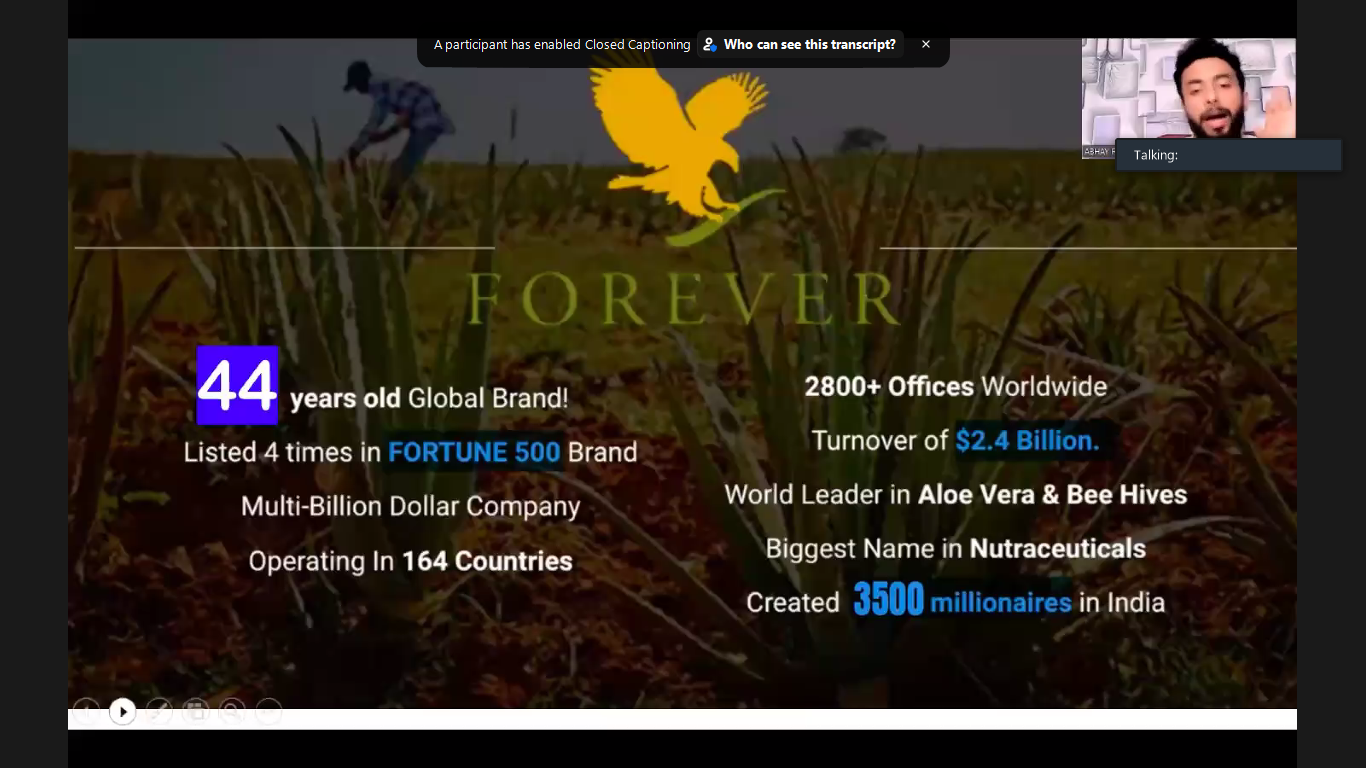 A participant has enabled Closed Captioning Who can see this transcript?
Talking:
ABHAY
FOREVER
44 years old Global Brand!
Listed 4 times in FORTUNE 500 Brand
Multi-Billion Dollar Company
Operating In 164 Countries
2800+ Offices Worldwide
Turnover of $2.4 Billion.
World Leader in Aloe Vera & Bee Hives
Biggest Name in Nutraceuticals
Created 3500 millionaires in India